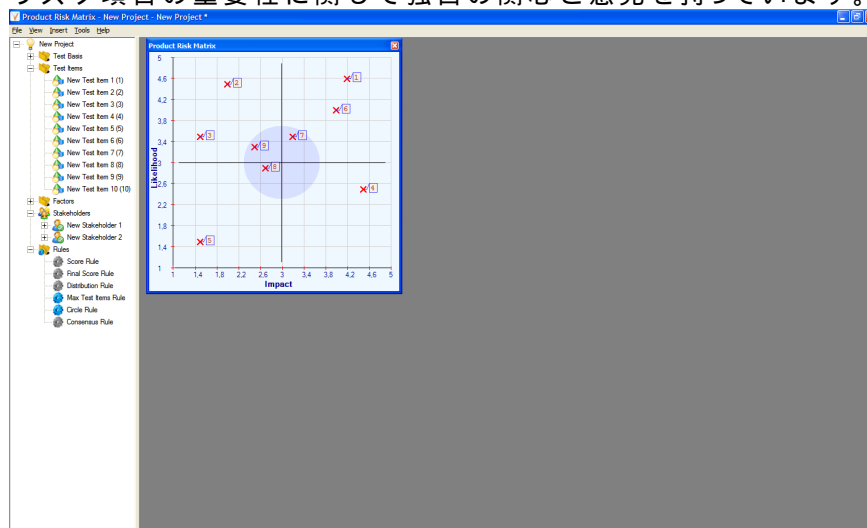 リスク項目の重要性に関して独自の関心と意見を持っています。
Product Risk Matrix - New Project - New Project *
File View Insert Tools Help
New Project
Test Basis
Test Items
New Test Item 1 (1)
New Test Item 2 (2)
New Test Item 3 (3)
New Test Item 4 (4)
New Test Item 5 (5)
New Test Item 6 (6)
New Test Item 7 (7)
New Test Item 8 (8)
New Test Item 9 (9)
New Test Item 10 (10)
Factors
Stakeholders
New Stakeholder 1
New Stakeholder 2
Rules
Score Rule
Final Score Rule
Distribution Rule
Max Test Items Rule
Circle Rule
Consensus Rule
Product Risk Matrix
5
4,6
4,2
3,8
3,4
3
2,6
2,2
1,8
1,4
1
Likelihood
2
1
6
3
7
9
8
4
5
1 1,4 1,8 2,2 2,6 3 3,4 3,8 4,2 4,6 5
Impact